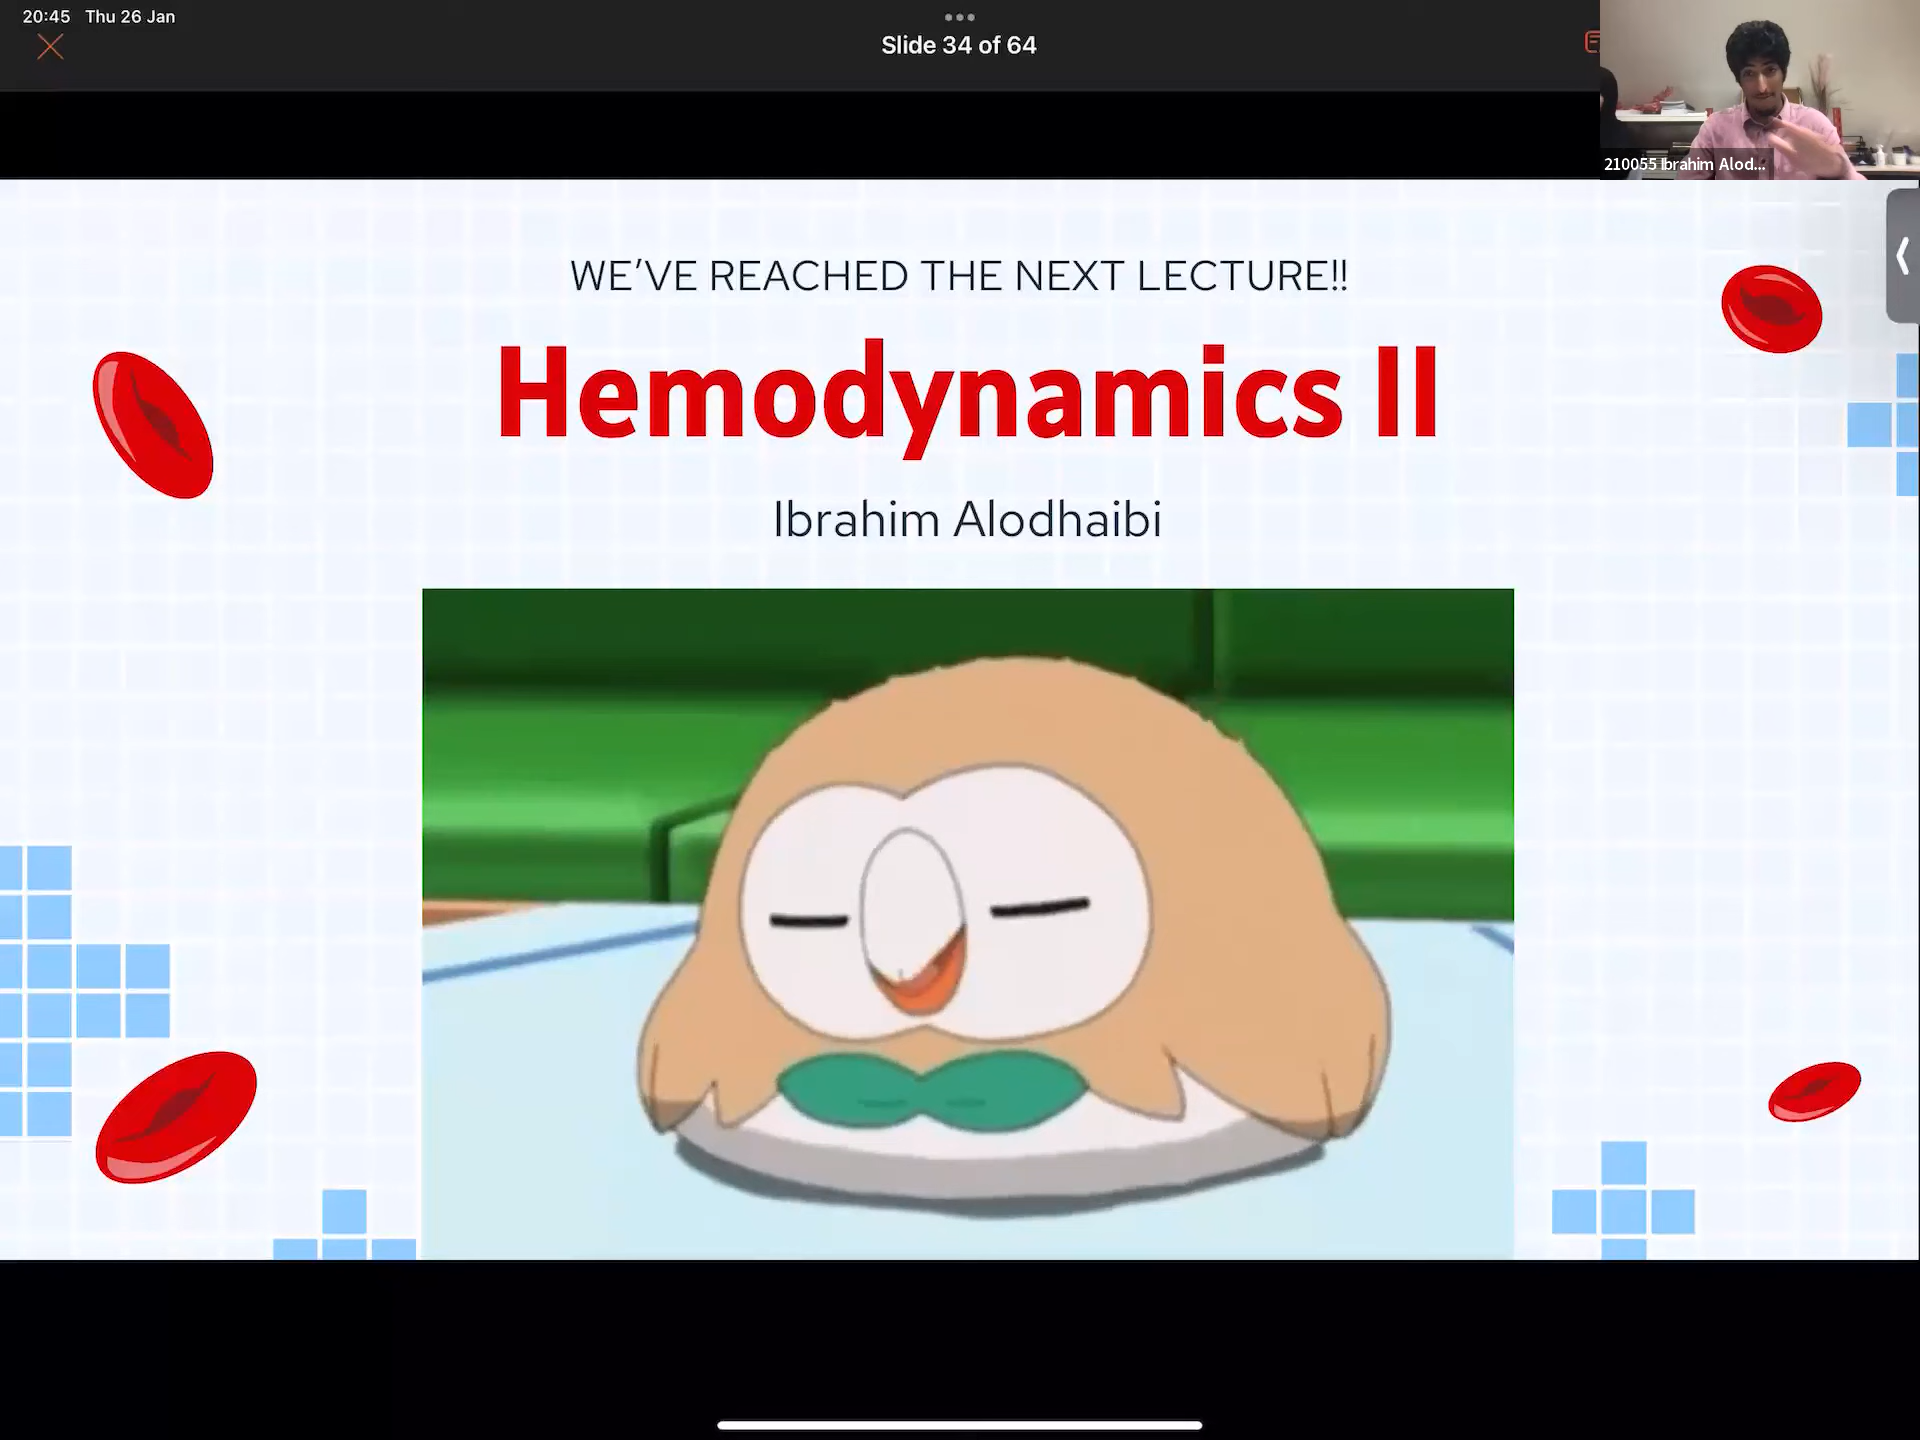 20:45 Thu 26 Jan
Slide 34 of 64
210055 Ibrahim Alod...
WE’VE REACHED THE NEXT LECTURE!!
Hemodynamics II
Ibrahim Alodhaibi